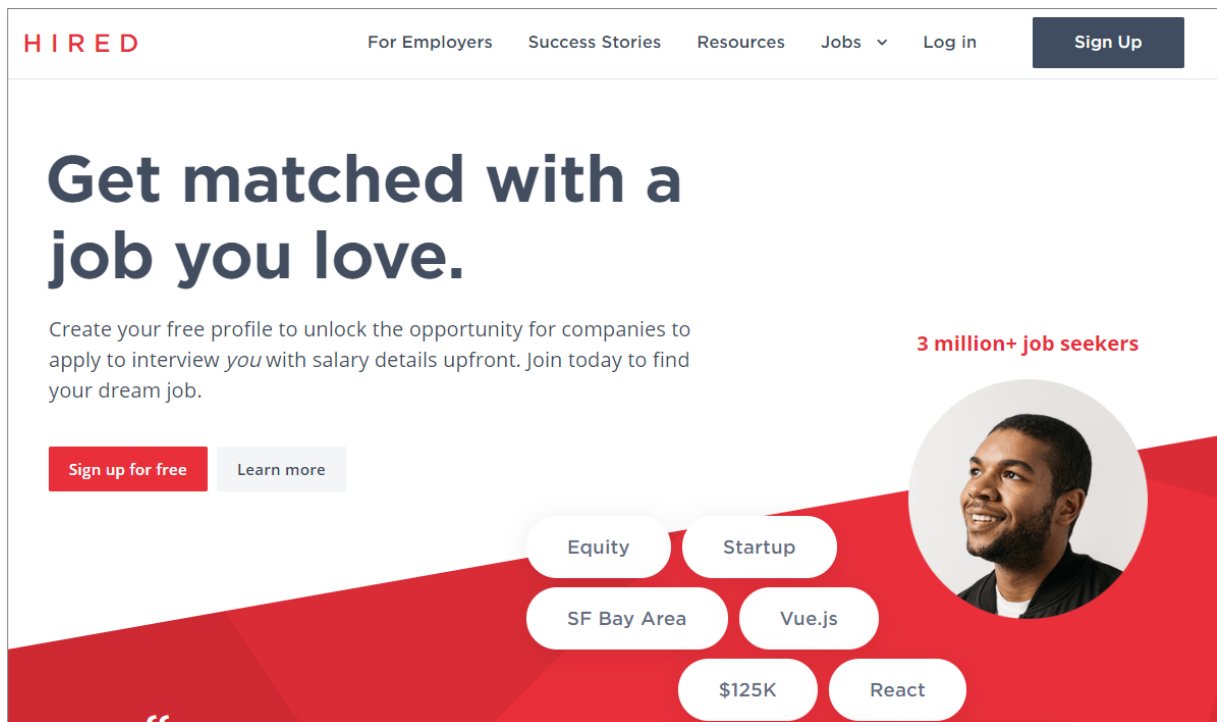 HIRED
For Employers Success Stories Resources Jobs Log in Sign Up
Get matched with a
job you love.
Create your free profile to unlock the opportunity for companies to
apply to interview you with salary details upfront. Join today to find
your dream job.
Sign up for free Learn more
3 million+ job seekers
Equity Startup
SF Bay Area Vue.js
$125K React
“